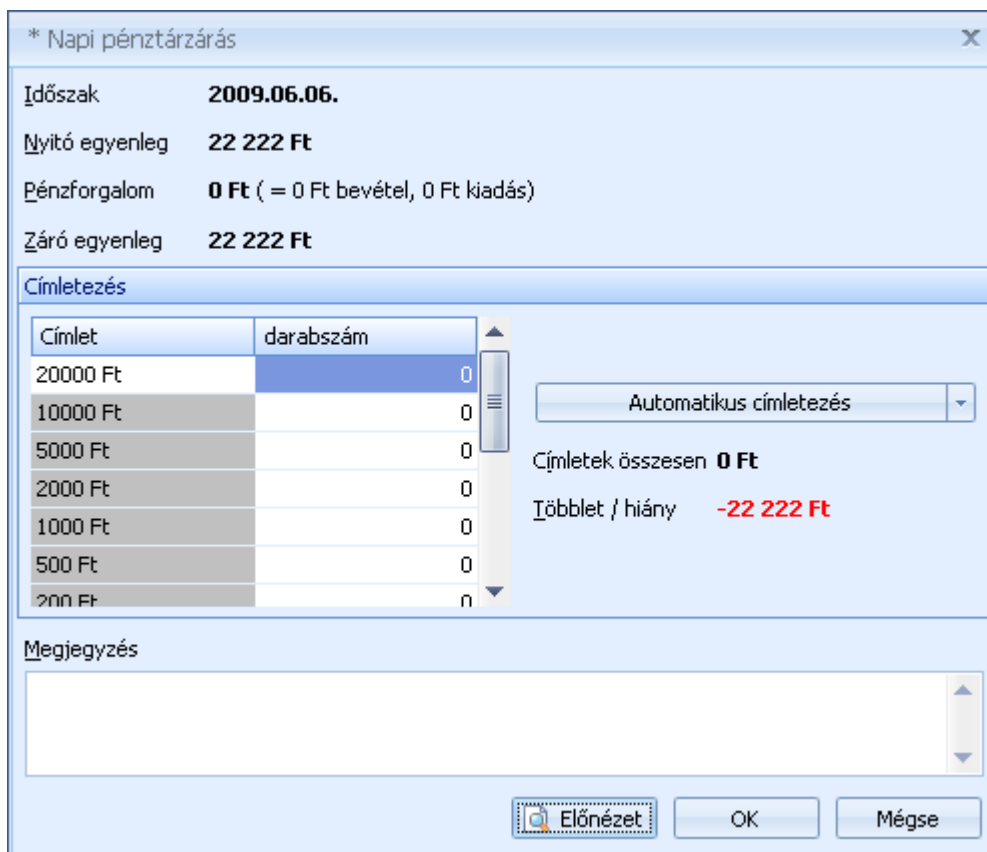 * Napi pénztárzárás
Időszak 2009.06.06.
Nyitó egyenleg 22 222 Ft
Pénzforgalom 0 Ft ( = 0 Ft bevétel, 0 Ft kiadás)
Záró egyenleg 22 222 Ft
Címletezés
Címlet darabszám
20000 Ft 0
10000 Ft 0
5000 Ft 0
2000 Ft 0
1000 Ft 0
500 Ft 0
200 Ft 0
Automatikus címletezés
Címletek összesen 0 Ft
Többlet / hiány -22 222 Ft
Megjegyzés
Előnézet OK Mégse